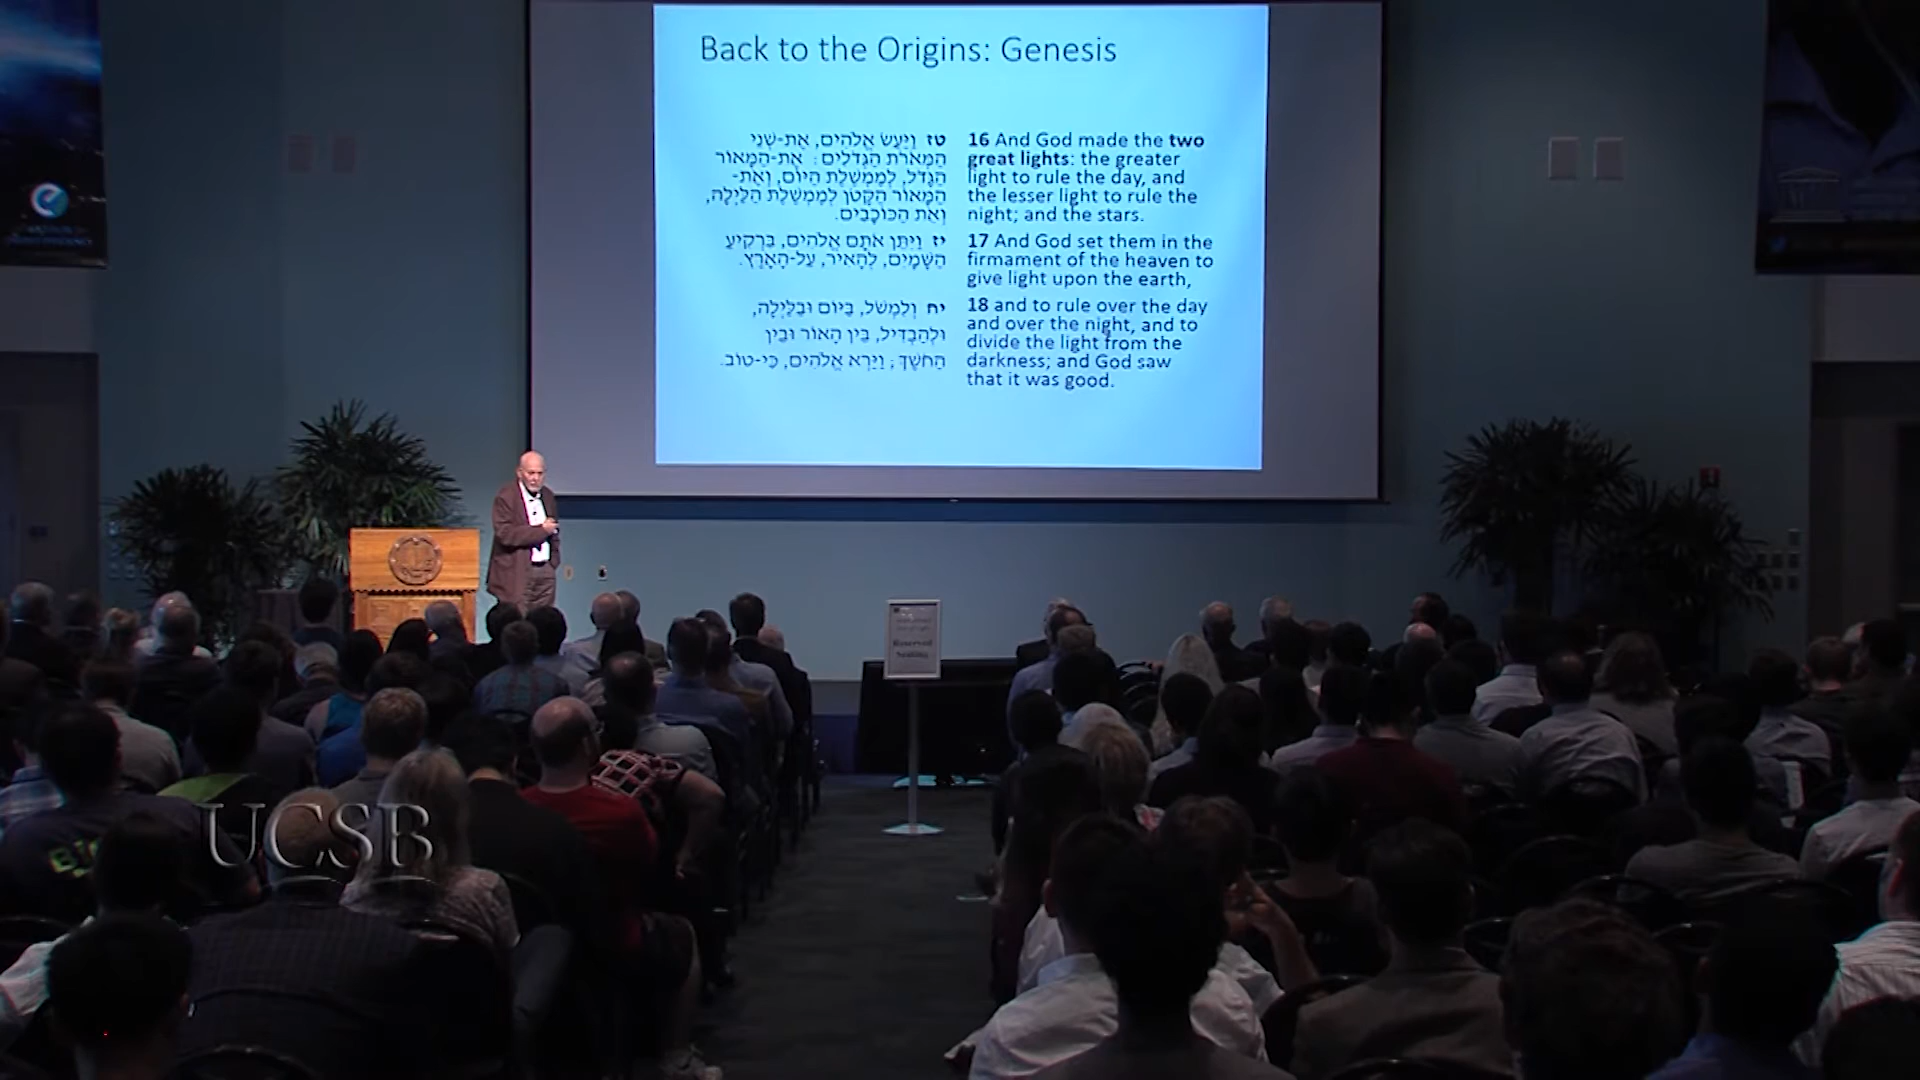 Back to the Origins: Genesis
טז וַיַּעַשׂ אֱלֹהִים, אֶת-שְׁנֵי
הַמְּאֹרֹת הַגְּדֹלִים: אֶת-הַמָּאוֹר
הַגָּדֹל, לְמֶמְשֶׁלֶת הַיּוֹם, וְאֶת-
הַמָּאוֹר הַקָּטֹן לְמֶמְשֶׁלֶת הַלַּיְלָה,
וְאֵת הַכּוֹכָבִים.
יז וַיִּתֵּן אֹתָם אֱלֹהִים, בִּרְקִיעַ
הַשָּׁמָיִם, לְהָאִיר, עַל-הָאָרֶץ.
יח וְלִמְשֹׁל, בַּיּוֹם וּבַלַּיְלָה,
וּלְהַבְדִּיל, בֵּין הָאוֹר וּבֵין
הַחֹשֶׁךְ; וַיַּרְא אֱלֹהִים, כִּי-טוֹב.
16 And God made the two
great lights: the greater
light to rule the day, and
the lesser light to rule the
night; and the stars.
17 And God set them in the
firmament of the heaven to
give light upon the earth,
18 and to rule over the day
and over the night, and to
divide the light from the
darkness; and God saw
that it was good.
Reserved
Seating
UCSB